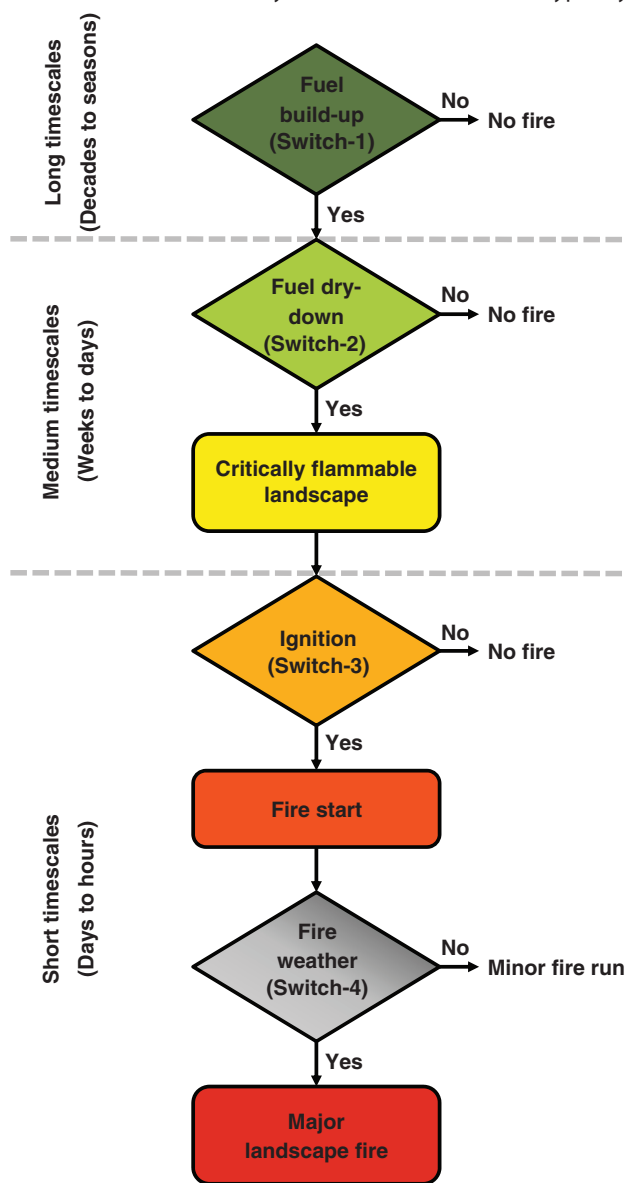 Long timescales
(Decades to seasons)
Fuel
build-up
(Switch-1)
No
No fire
Yes
Medium timescales
(Weeks to days)
Fuel dry-
down
(Switch-2)
No
No fire
Yes
Critically flammable
landscape
Short timescales
(Days to hours)
Ignition
(Switch-3)
No
No fire
Yes
Fire start
Fire
weather
(Switch-4)
No
Minor fire run
Yes
Major
landscape fire